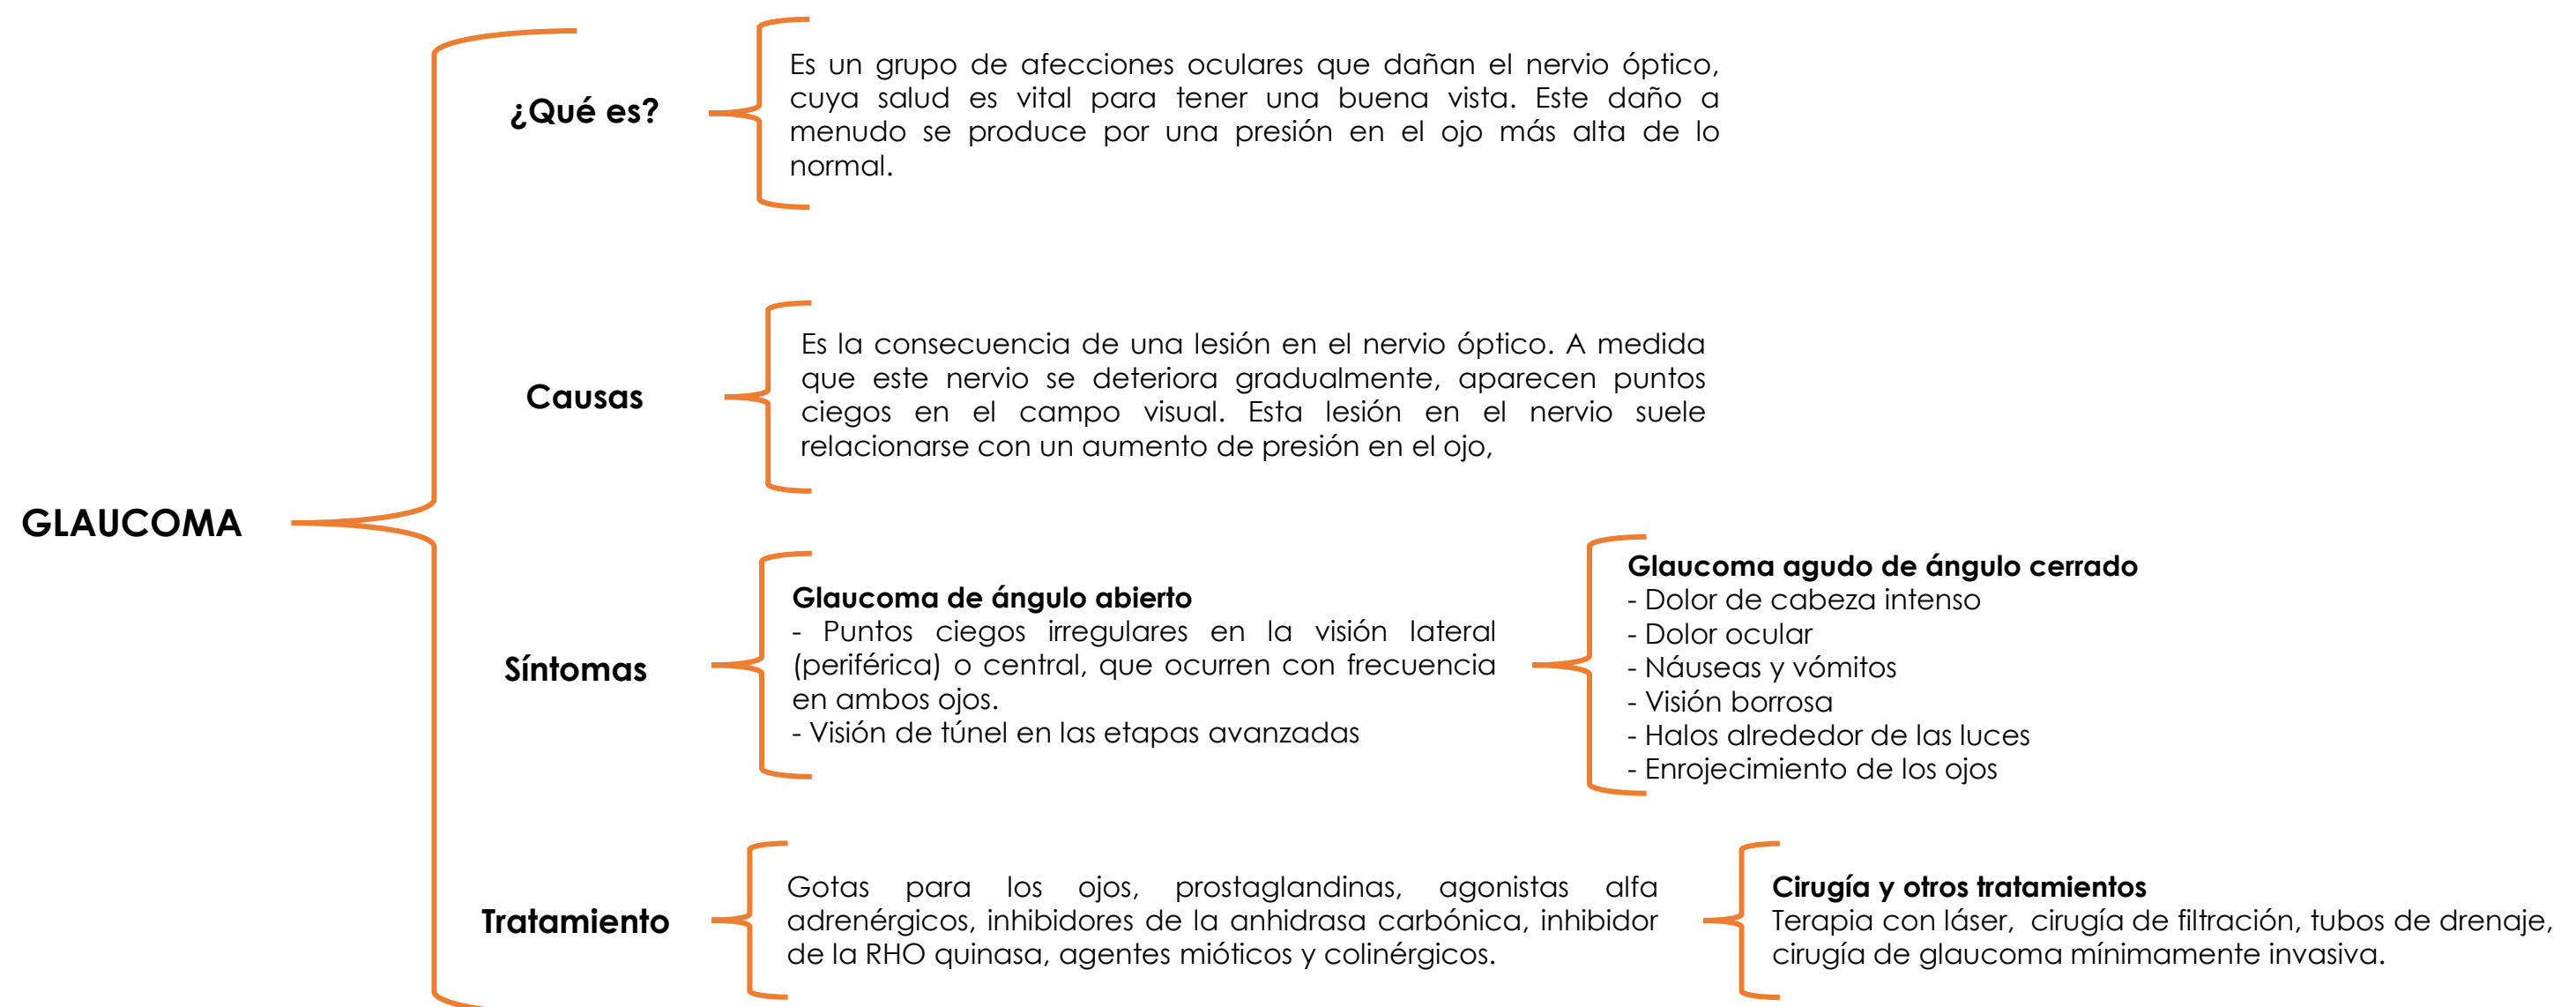 GLAUCOMA
¿Qué es?
Es un grupo de afecciones oculares que dañan el nervio óptico,
cuya salud es vital para tener una buena vista. Este daño a
menudo se produce por una presión en el ojo más alta de lo
normal.
Causas
Es la consecuencia de una lesión en el nervio óptico. A medida
que este nervio se deteriora gradualmente, aparecen puntos
ciegos en el campo visual. Esta lesión en el nervio suele
relacionarse con un aumento de presión en el ojo,
Síntomas
Glaucoma de ángulo abierto
- Puntos ciegos irregulares en la visión lateral
(periférica) o central, que ocurren con frecuencia
en ambos ojos.
- Visión de túnel en las etapas avanzadas
Glaucoma agudo de ángulo cerrado
- Dolor de cabeza intenso
- Dolor ocular
- Náuseas y vómitos
- Visión borrosa
- Halos alrededor de las luces
- Enrojecimiento de los ojos
Tratamiento
Gotas para los ojos, prostaglandinas, agonistas alfa
adrenérgicos, inhibidores de la anhidrasa carbónica, inhibidor
de la RHO quinasa, agentes mióticos y colinérgicos.
Cirugía y otros tratamientos
Terapia con láser, cirugía de filtración, tubos de drenaje,
cirugía de glaucoma mínimamente invasiva.